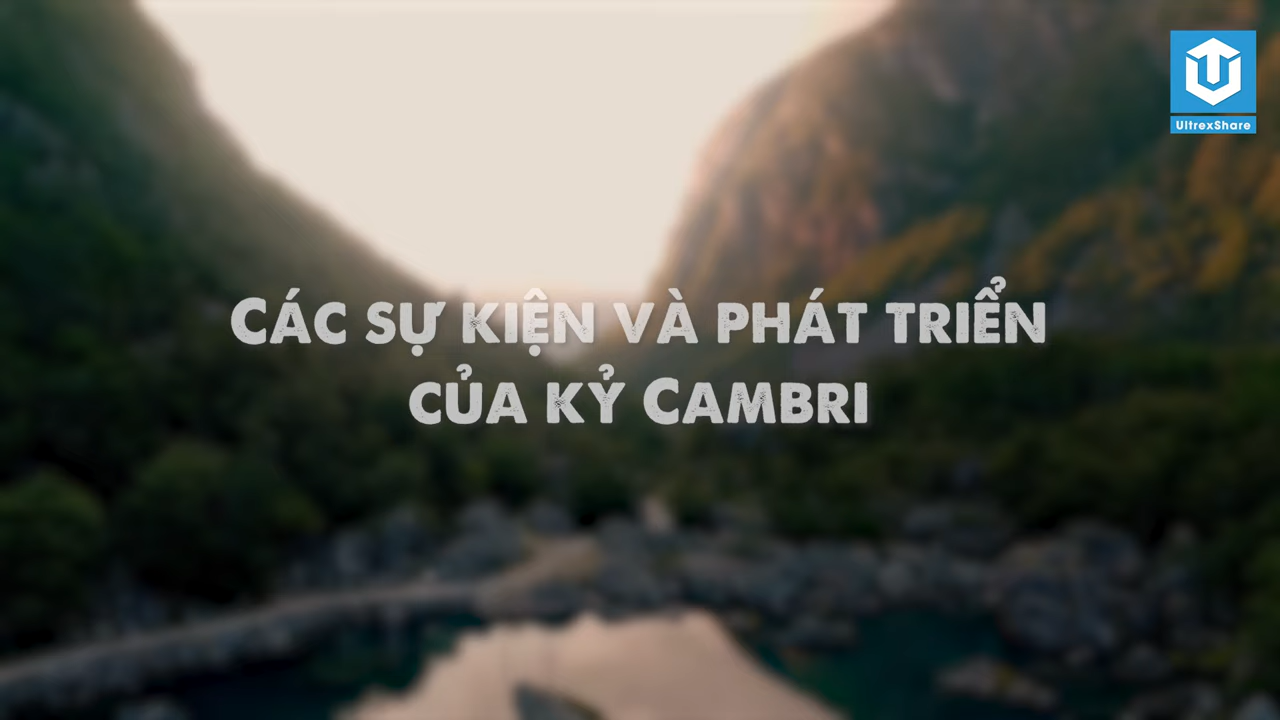 UltrexShare
Các sự kiện và phát triển
của kỷ Cambri